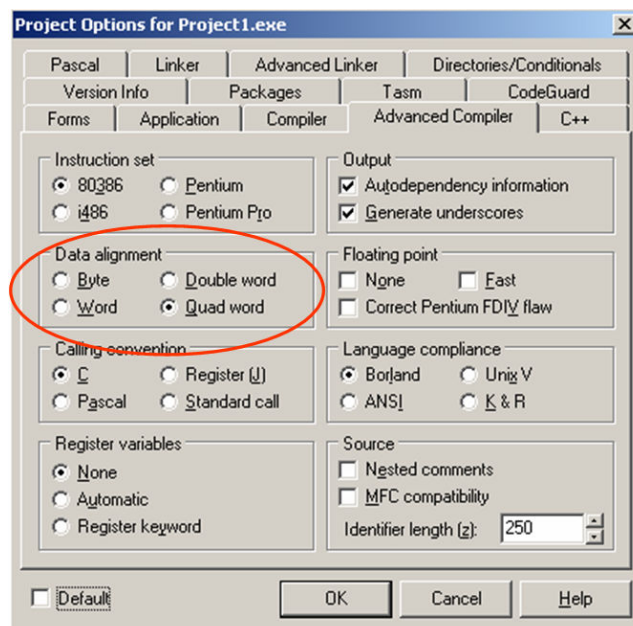 Project Options for Project1.exe
Pascal Linker Advanced Linker Directories/Conditionals
Version Info Packages Tasm CodeGuard
Forms Application Compiler Advanced Compiler C++
Instruction set
80386 Pentium
i486 Pentium Pro
Output
Autodependency information
Generate underscores
Data alignment
Byte Double word
Word Quad word
Floating point
None Fast
Correct Pentium FDIV flaw
Calling convention
C Register (J)
Pascal Standard call
Language compliance
Borland Unix V
ANSI K & R
Register variables
None
Automatic
Register keyword
Source
Nested comments
MFC compatibility
Identifier length (z): 250
Default OK Cancel Help